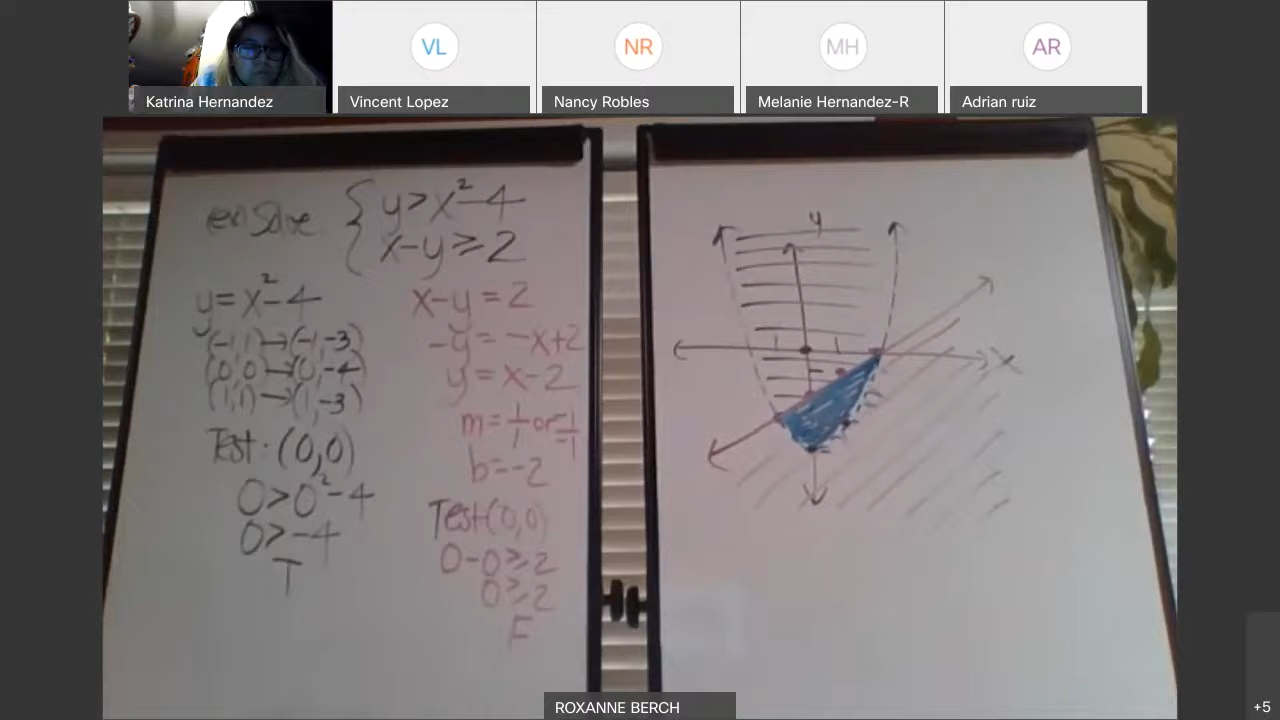 VL
NR
MH
AR
Katrina Hernandez
Vincent Lopez
Nancy Robles
Melanie Hernandez-R
Adrian ruiz
ex: Solve { y > x² - 4
x - y ≥ 2
y = x² - 4
(-1,1) → (-1,-3)
(0,0) → (0,-4)
(1,1) → (1,-3)
Test: (0,0)
0 > 0² - 4
0 > -4
T
x - y = 2
-y = -x + 2
y = x - 2
m = 1/1 or -1/-1
b = -2
Test (0,0)
0 - 0 ≥ 2
0 ≥ 2
F
y
x
ROXANNE BERCH
+5